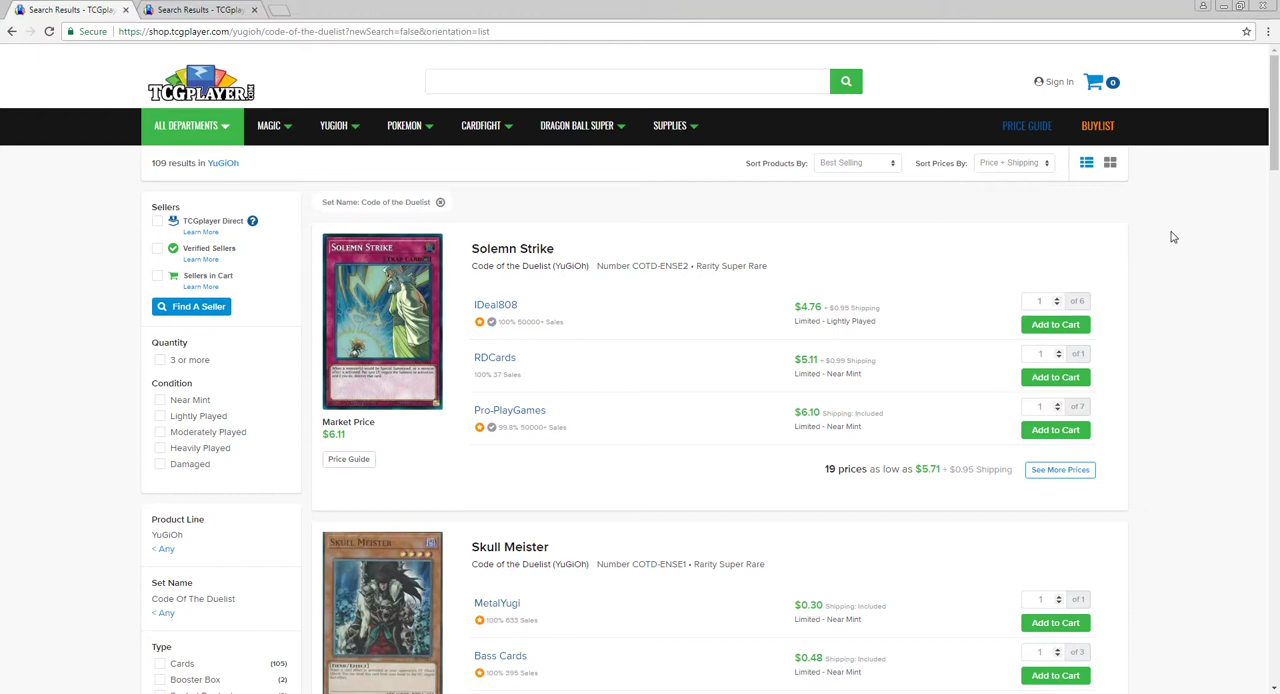 Search Results - TCGplay
Search Results - TCGplay
Secure
https://shop.tcgplayer.com/yugioh/code-of-the-duelist?newSearch=false&orientation=list
TCGPLAYER.COM
Sign In
0
ALL DEPARTMENTS
MAGIC
YUGIOH
POKEMON
CARDFIGHT
DRAGON BALL SUPER
SUPPLIES
PRICE GUIDE
BUYLIST
109 results in YuGiOh
Sort Products By:
Best Selling
Sort Prices By:
Price + Shipping
Sellers
TCGplayer Direct ?
Learn More
Verified Sellers
Learn More
Sellers in Cart
Learn More
Find A Seller
Quantity
3 or more
Condition
Near Mint
Lightly Played
Moderately Played
Heavily Played
Damaged
Product Line
YuGiOh
< Any
Set Name
Code Of The Duelist
< Any
Type
Cards (105)
Booster Box (2)
Set Name: Code of the Duelist
SOLEMN STRIKE
Market Price
$6.11
Price Guide
Solemn Strike
Code of the Duelist (YuGiOh) Number COTD-ENSE2 • Rarity Super Rare
IDeal808
100% 50000+ Sales
$4.76 + $0.95 Shipping
Limited - Lightly Played
1 of 6
Add to Cart
RDCards
100% 37 Sales
$5.11 + $0.99 Shipping
Limited - Near Mint
1 of 1
Add to Cart
Pro-PlayGames
99.8% 50000+ Sales
$6.10 Shipping: Included
Limited - Near Mint
1 of 7
Add to Cart
19 prices as low as $5.71 + $0.95 Shipping
See More Prices
SKULL MEISTER
Skull Meister
Code of the Duelist (YuGiOh) Number COTD-ENSE1 • Rarity Super Rare
MetalYugi
100% 633 Sales
$0.30 Shipping: Included
Limited - Near Mint
1 of 1
Add to Cart
Bass Cards
100% 395 Sales
$0.48 Shipping: Included
Limited - Near Mint
1 of 3
Add to Cart